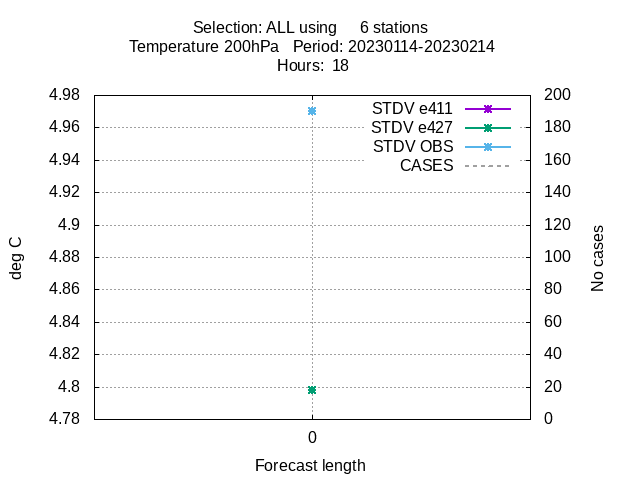 Selection: ALL using 6 stations
Temperature 200hPa Period: 20230114-20230214
Hours: 18
4.98
4.96
4.94
4.92
4.9
4.88
4.86
4.84
4.82
4.8
4.78
200
180
160
140
120
100
80
60
40
20
0
STDV e411
STDV e427
STDV OBS
CASES
deg C
No cases
0
Forecast length